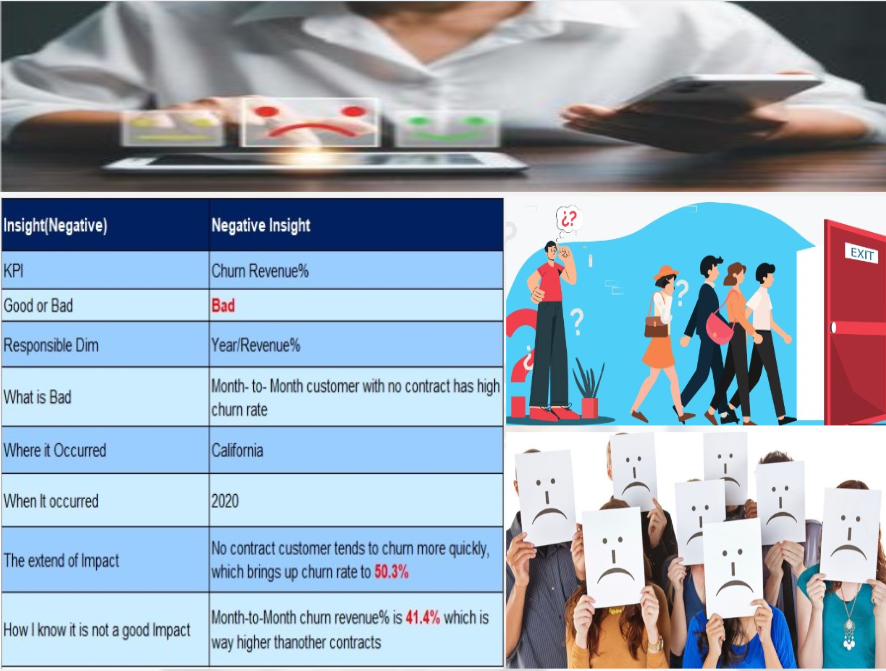 Insight(Negative) Negative Insight
KPI Churn Revenue%
Good or Bad Bad
Responsible Dim Year/Revenue%
What is Bad Month- to- Month customer with no contract has high
churn rate
Where it Occurred California
When It occurred 2020
The extend of Impact No contract customer tends to churn more quickly,
which brings up churn rate to 50.3%
How I know it is not a good Impact Month-to-Month churn revenue% is 41.4% which is
way higher thanother contracts
¿?
?
?
?
¿
EXIT